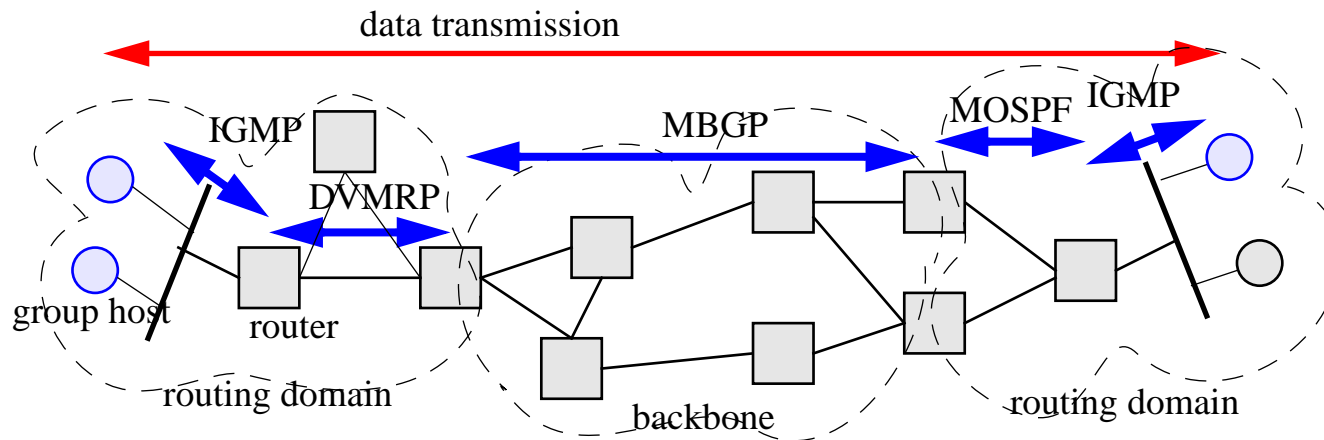 data transmission
IGMP
MBGP
MOSPF
IGMP
DVMRP
group host
router
routing domain
backbone
routing domain